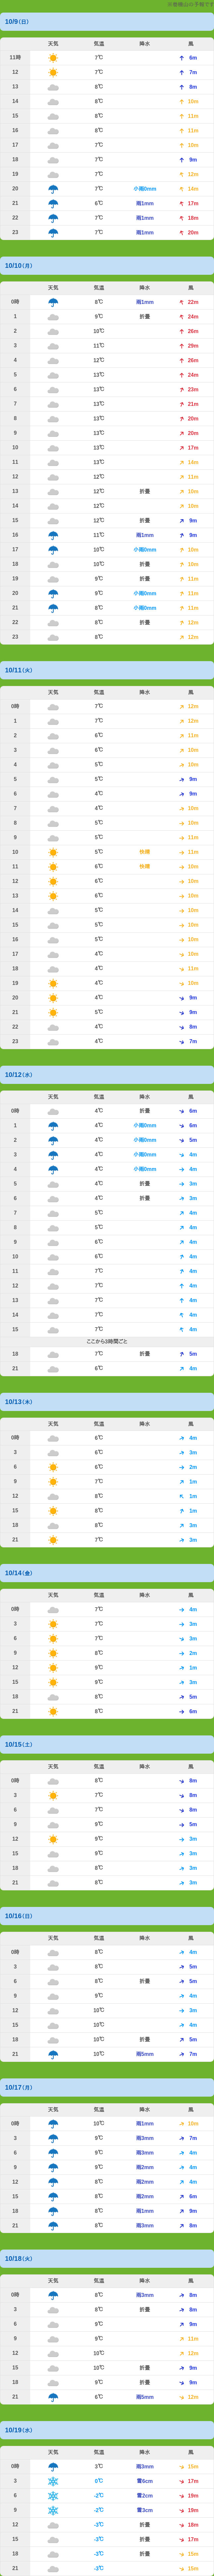 ※岩積山の予報です
10/9(日)
天気 気温 降水 風
11時 7℃ 6m
12 7℃ 7m
13 8℃ 8m
14 8℃ 10m
15 8℃ 11m
16 8℃ 11m
17 7℃ 10m
18 7℃ 9m
19 7℃ 12m
20 7℃ 小雨0mm 14m
21 6℃ 雨1mm 17m
22 7℃ 雨1mm 18m
23 7℃ 雨1mm 20m
10/10(月)
天気 気温 降水 風
0時 8℃ 雨1mm 22m
1 9℃ 折畳 24m
2 10℃ 26m
3 11℃ 29m
4 12℃ 26m
5 13℃ 24m
6 13℃ 23m
7 13℃ 21m
8 13℃ 20m
9 13℃ 20m
10 13℃ 17m
11 13℃ 14m
12 12℃ 11m
13 12℃ 折畳 10m
14 12℃ 10m
15 12℃ 折畳 9m
16 11℃ 雨1mm 9m
17 10℃ 小雨0mm 10m
18 10℃ 折畳 10m
19 9℃ 折畳 11m
20 9℃ 小雨0mm 11m
21 8℃ 小雨0mm 11m
22 8℃ 折畳 12m
23 8℃ 12m
10/11(火)
天気 気温 降水 風
0時 7℃ 12m
1 7℃ 12m
2 6℃ 11m
3 6℃ 10m
4 5℃ 10m
5 5℃ 9m
6 4℃ 9m
7 4℃ 10m
8 5℃ 10m
9 5℃ 11m
10 5℃ 快晴 11m
11 6℃ 快晴 10m
12 6℃ 10m
13 6℃ 10m
14 5℃ 10m
15 5℃ 10m
16 5℃ 10m
17 4℃ 10m
18 4℃ 11m
19 4℃ 10m
20 4℃ 9m
21 5℃ 9m
22 4℃ 8m
23 4℃ 7m
10/12(水)
天気 気温 降水 風
0時 4℃ 折畳 6m
1 4℃ 小雨0mm 6m
2 4℃ 小雨0mm 5m
3 4℃ 小雨0mm 4m
4 4℃ 小雨0mm 4m
5 4℃ 折畳 3m
6 4℃ 折畳 3m
7 5℃ 4m
8 5℃ 4m
9 6℃ 4m
10 6℃ 4m
11 7℃ 4m
12 7℃ 4m
13 7℃ 4m
14 7℃ 4m
15 7℃ 4m
ここから3時間ごと
18 7℃ 折畳 5m
21 6℃ 4m
10/13(木)
天気 気温 降水 風
0時 6℃ 4m
3 6℃ 3m
6 6℃ 2m
9 7℃ 1m
12 8℃ 1m
15 8℃ 1m
18 8℃ 3m
21 7℃ 3m
10/14(金)
天気 気温 降水 風
0時 7℃ 4m
3 7℃ 3m
6 7℃ 3m
9 8℃ 2m
12 9℃ 1m
15 9℃ 3m
18 8℃ 5m
21 8℃ 6m
10/15(土)
天気 気温 降水 風
0時 8℃ 8m
3 7℃ 8m
6 7℃ 8m
9 9℃ 5m
12 9℃ 3m
15 9℃ 3m
18 8℃ 3m
21 8℃ 3m
10/16(日)
天気 気温 降水 風
0時 8℃ 4m
3 8℃ 5m
6 8℃ 折畳 5m
9 9℃ 4m
12 10℃ 3m
15 10℃ 4m
18 10℃ 折畳 5m
21 10℃ 雨5mm 7m
10/17(月)
天気 気温 降水 風
0時 10℃ 雨1mm 10m
3 9℃ 雨3mm 7m
6 9℃ 雨3mm 4m
9 9℃ 雨2mm 4m
12 8℃ 雨2mm 4m
15 8℃ 雨2mm 6m
18 8℃ 雨1mm 9m
21 8℃ 雨3mm 8m
10/18(火)
天気 気温 降水 風
0時 8℃ 雨3mm 8m
3 8℃ 折畳 8m
6 9℃ 9m
9 9℃ 11m
12 10℃ 12m
15 10℃ 折畳 9m
18 9℃ 折畳 9m
21 6℃ 雨5mm 12m
10/19(水)
天気 気温 降水 風
0時 3℃ 雨3mm 15m
3 0℃ 雪6cm 17m
6 -2℃ 雪2cm 19m
9 -2℃ 雪3cm 19m
12 -3℃ 折畳 18m
15 -3℃ 折畳 17m
18 -3℃ 折畳 15m
21 -3℃ 15m